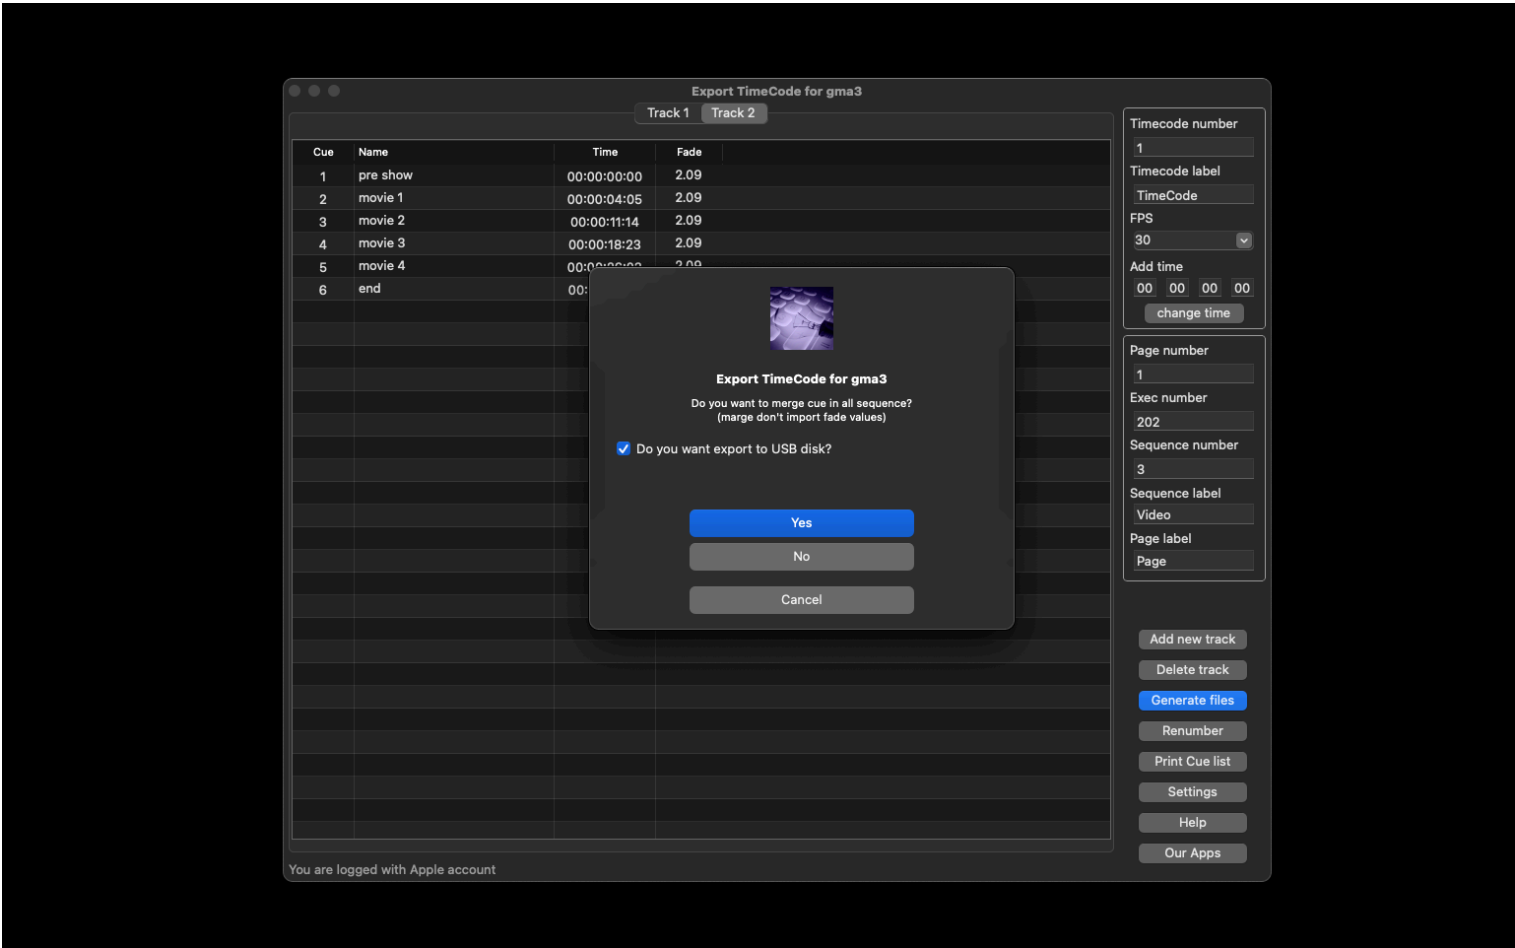 Export TimeCode for gma3
Track 1 Track 2
Cue Name Time Fade
1 pre show 00:00:00:00 2.09
2 movie 1 00:00:04:05 2.09
3 movie 2 00:00:11:14 2.09
4 movie 3 00:00:18:23 2.09
5 movie 4 2.09
6 end 00:
Export TimeCode for gma3
Do you want to merge cue in all sequence?
(marge don't import fade values)
Do you want export to USB disk?
Yes
No
Cancel
Timecode number
1
Timecode label
TimeCode
FPS
30
Add time
00 00 00 00
change time
Page number
1
Exec number
202
Sequence number
3
Sequence label
Video
Page label
Page
Add new track
Delete track
Generate files
Renumber
Print Cue list
Settings
Help
Our Apps
You are logged with Apple account